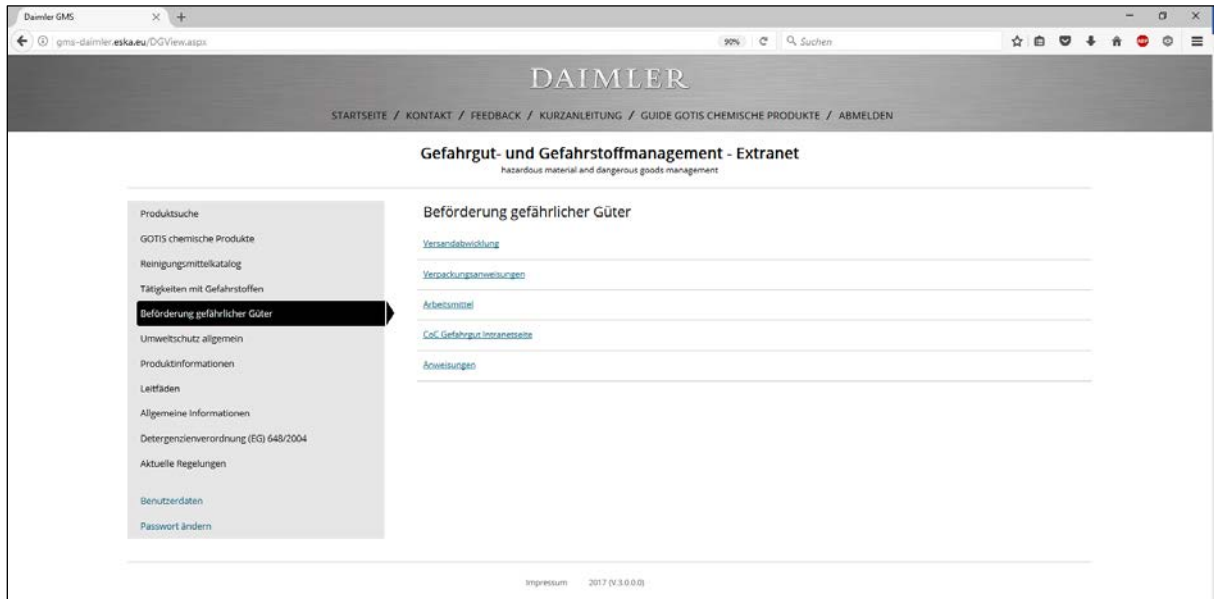 Daimler GMS
gms-daimler.eska.eu/DGView.aspx
90%
Suchen
DAIMLER
STARTSEITE / KONTAKT / FEEDBACK / KURZANLEITUNG / GUIDE GOTIS CHEMISCHE PRODUKTE / ABMELDEN
Gefahrgut- und Gefahrstoffmanagement - Extranet
hazardous material and dangerous goods management
Produktsuche
GOTIS chemische Produkte
Reinigungsmittelkatalog
Tätigkeiten mit Gefahrstoffen
Beförderung gefährlicher Güter
Umweltschutz allgemein
Produktinformationen
Leitfäden
Allgemeine Informationen
Detergenzienverordnung (EG) 648/2004
Aktuelle Regelungen
Benutzerdaten
Passwort ändern
Beförderung gefährlicher Güter
Versandabwicklung
Verpackungsanweisungen
Arbeitsmittel
CoC Gefahrgut Intranetseite
Anweisungen
Impressum 2017 (V.3.0.0.0)